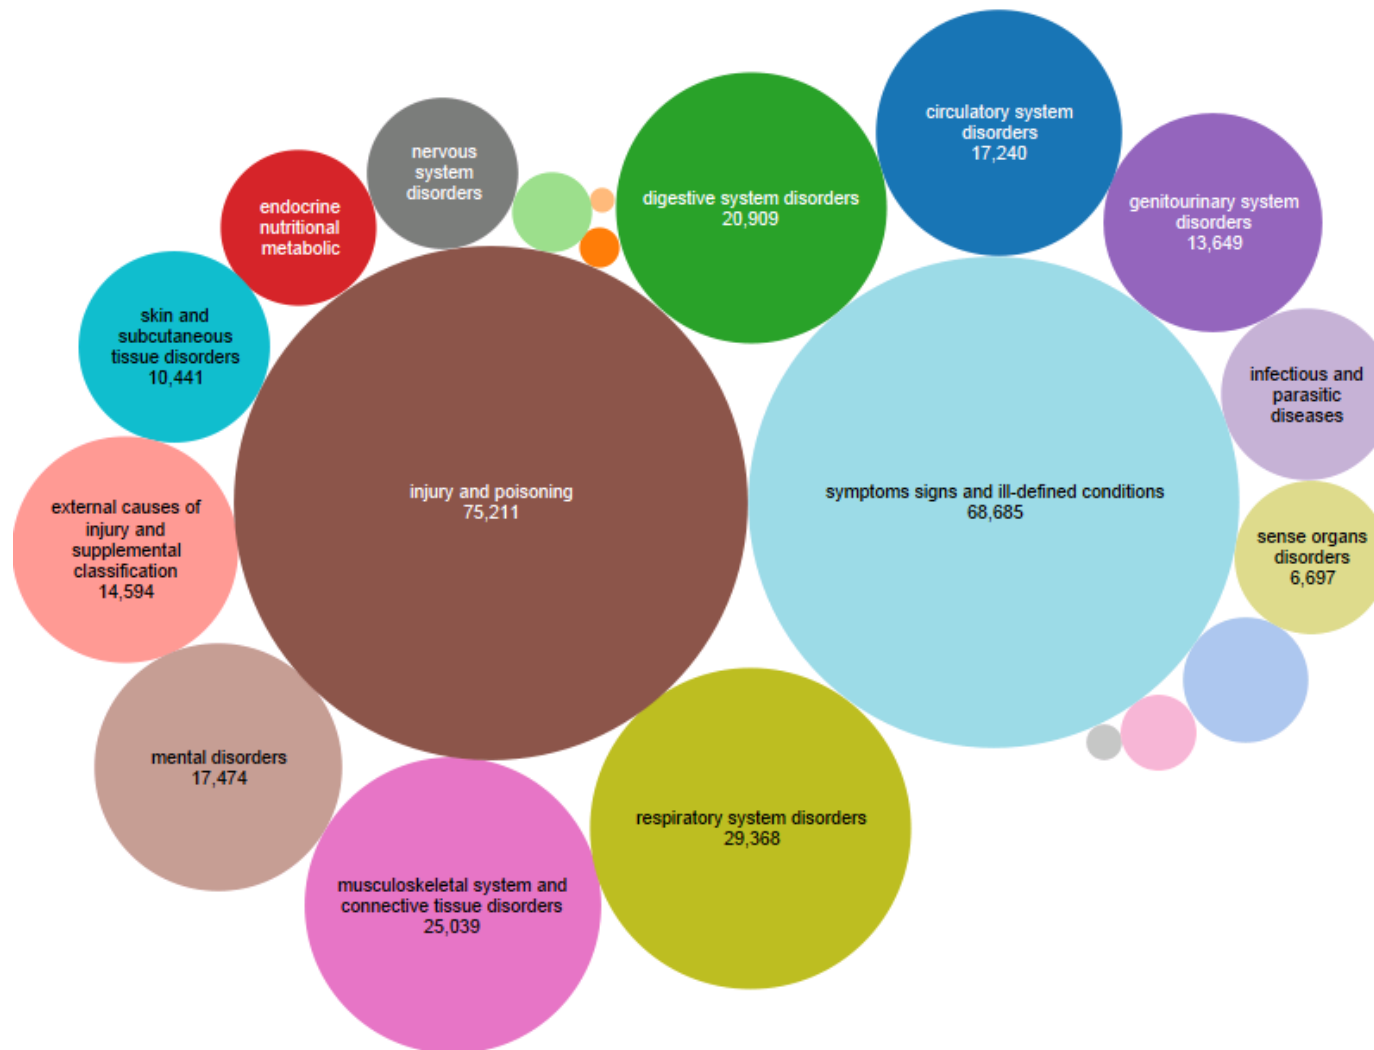 circulatory system
disorders
17,240
nervous
system
disorders
digestive system disorders
20,909
genitourinary system
disorders
13,649
endocrine
nutritional
metabolic
skin and
subcutaneous
tissue disorders
10,441
infectious and
parasitic
diseases
injury and poisoning
75,211
symptoms signs and ill-defined conditions
68,685
external causes of
injury and
supplemental
classification
14,594
sense organs
disorders
6,697
mental disorders
17,474
respiratory system disorders
29,368
musculoskeletal system and
connective tissue disorders
25,039